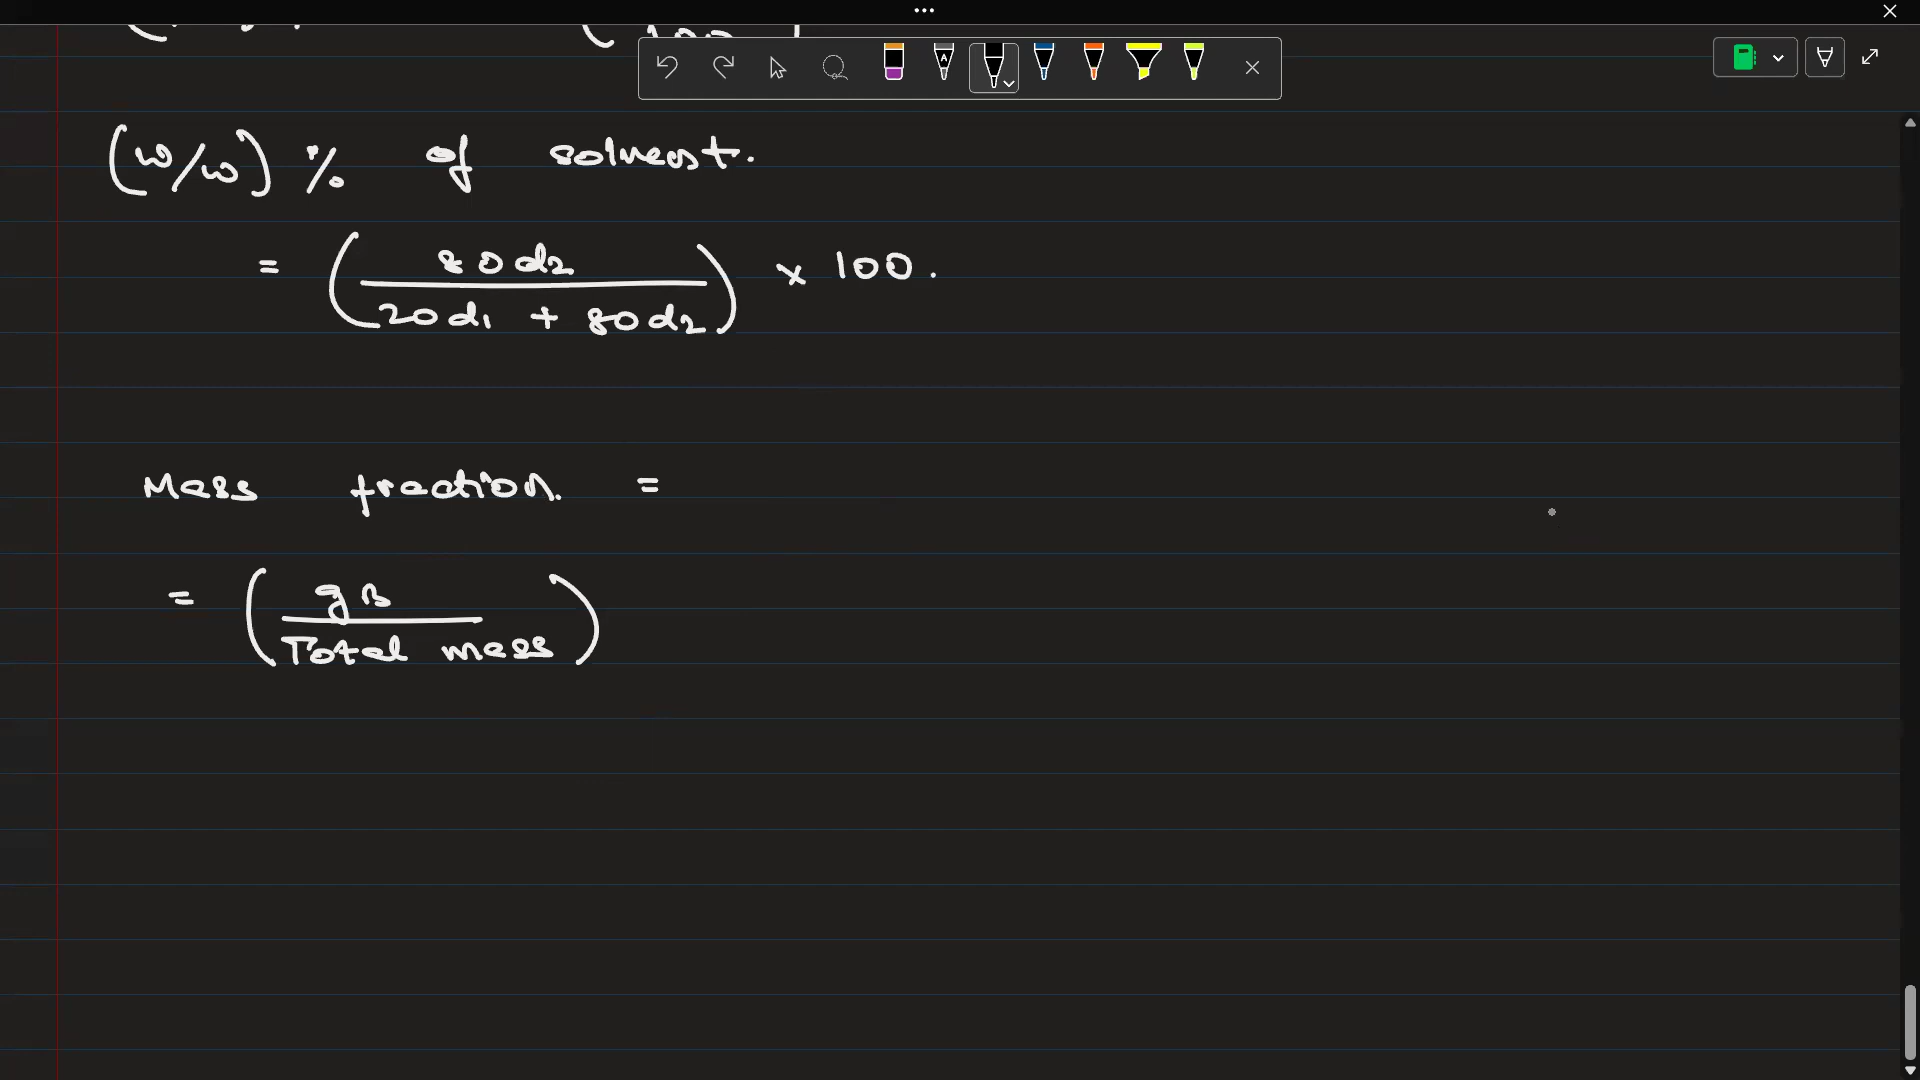 (w/w) % of solvent.
= (80d2 / 20d1 + 80d2) × 100.
Mass fraction. =
= (gB / Total mass)